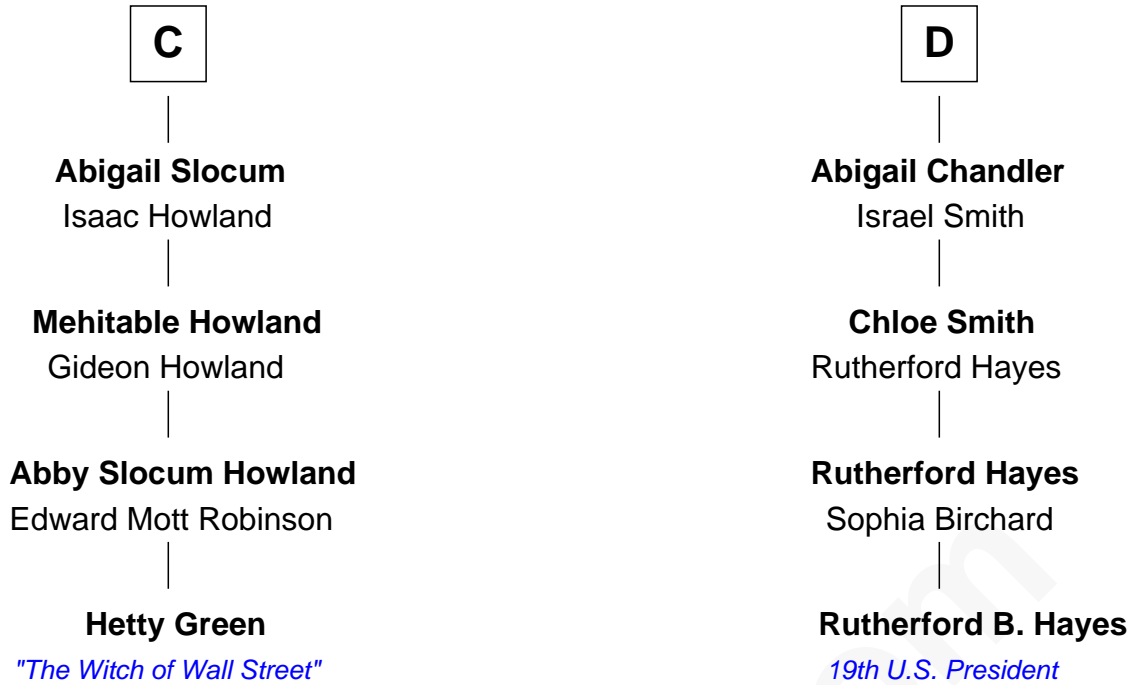 C
Abigail Slocum
Isaac Howland
Mehitable Howland
Gideon Howland
Abby Slocum Howland
Edward Mott Robinson
Hetty Green
"The Witch of Wall Street"
D
Abigail Chandler
Israel Smith
Chloe Smith
Rutherford Hayes
Rutherford Hayes
Sophia Birchard
Rutherford B. Hayes
19th U.S. President